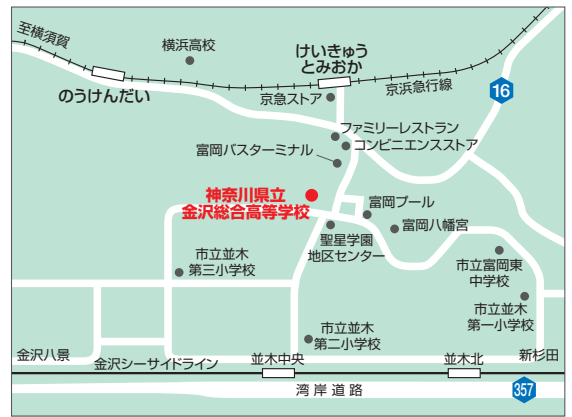 至横須賀
横浜高校
けいきゅう
とみおか
のうけんだい
京急ストア
京浜急行線
16
ファミリーレストラン
コンビニエンスストア
富岡バスターミナル
神奈川県立
金沢総合高等学校
富岡プール
富岡八幡宮
聖星学園
地区センター
市立富岡東
中学校
市立並木
第三小学校
市立並木
第一小学校
市立並木
第二小学校
金沢八景
金沢シーサイドライン
並木中央
並木北
新杉田
湾岸道路
357